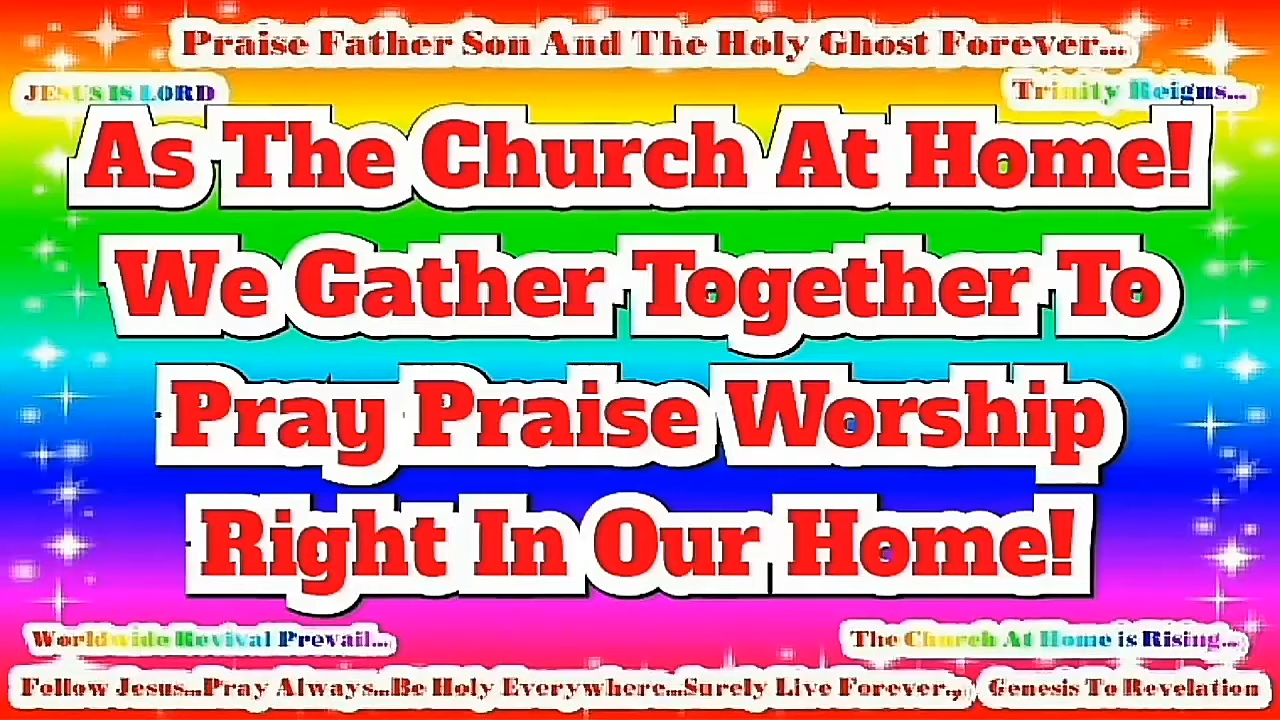 Praise Father Son And The Holy Ghost Forever...
JESUS IS LORD
Trinity Reigns...
As The Church At Home!
We Gather Together To
Pray Praise Worship
Right In Our Home!
Worldwide Revival Prevail...
The Church At Home is Rising...
Follow Jesus...Pray Always...Be Holy Everywhere...Surely Live Forever.,, Genesis To Revelation